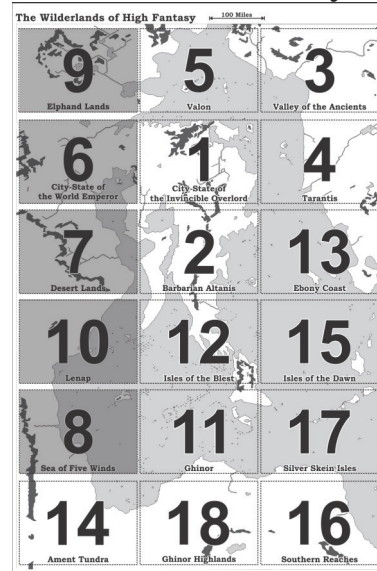 The Wilderlands of High Fantasy
100 Miles
9
Elphand Lands
5
Valon
3
Valley of the Ancients
6
City-State of
the World Emperor
1
City-State of
the Invincible Overlord
4
Tarantis
7
Desert Lands
2
Barbarian Altanis
13
Ebony Coast
10
Lenap
12
Isles of the Blest
15
Isles of the Dawn
8
Sea of Five Winds
11
Ghinor
17
Silver Skein Isles
14
Ament Tundra
18
Ghinor Highlands
16
Southern Reaches